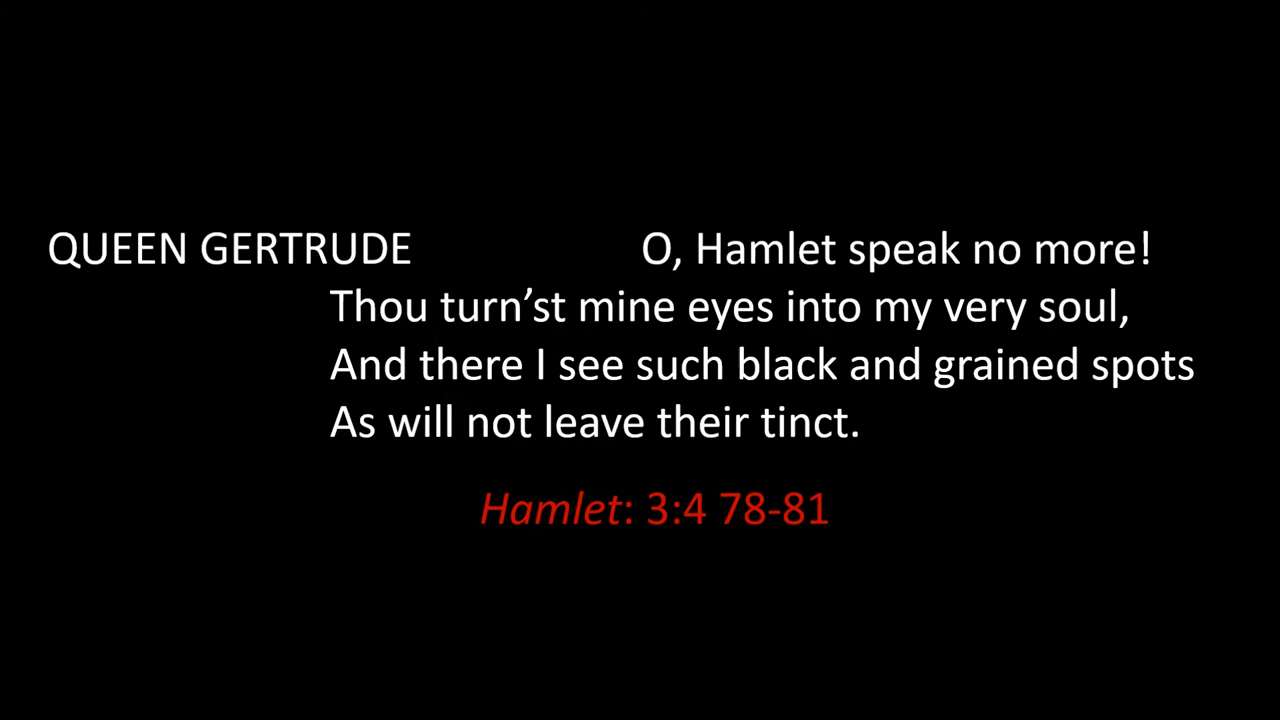 QUEEN GERTRUDE O, Hamlet speak no more!
Thou turn’st mine eyes into my very soul,
And there I see such black and grained spots
As will not leave their tinct.
Hamlet: 3:4 78-81